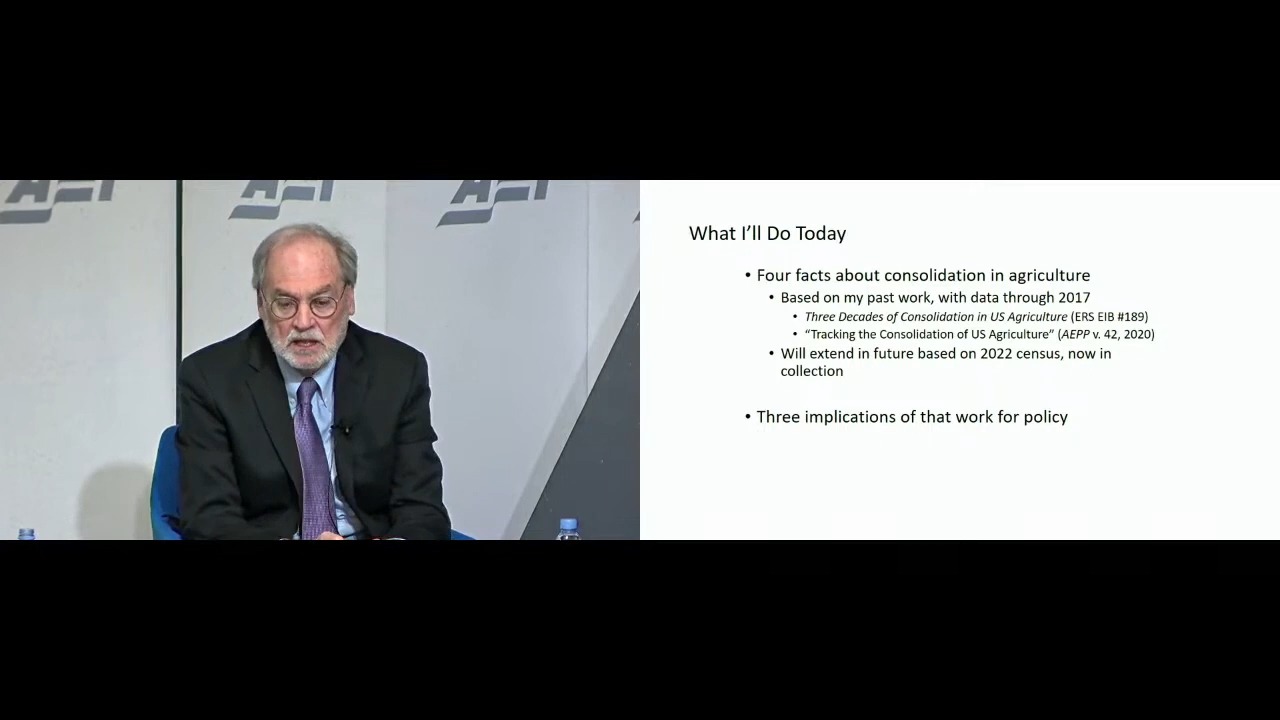 AEI
AEI
AEI
What I'll Do Today
• Four facts about consolidation in agriculture
• Based on my past work, with data through 2017
• Three Decades of Consolidation in US Agriculture (ERS EIB #189)
• “Tracking the Consolidation of US Agriculture” (AEPP v. 42, 2020)
• Will extend in future based on 2022 census, now in
collection
• Three implications of that work for policy